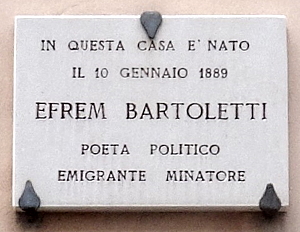 IN QUESTA CASA E' NATO
IL 10 GENNAIO 1889
EFREM BARTOLETTI
POETA POLITICO
EMIGRANTE MINATORE